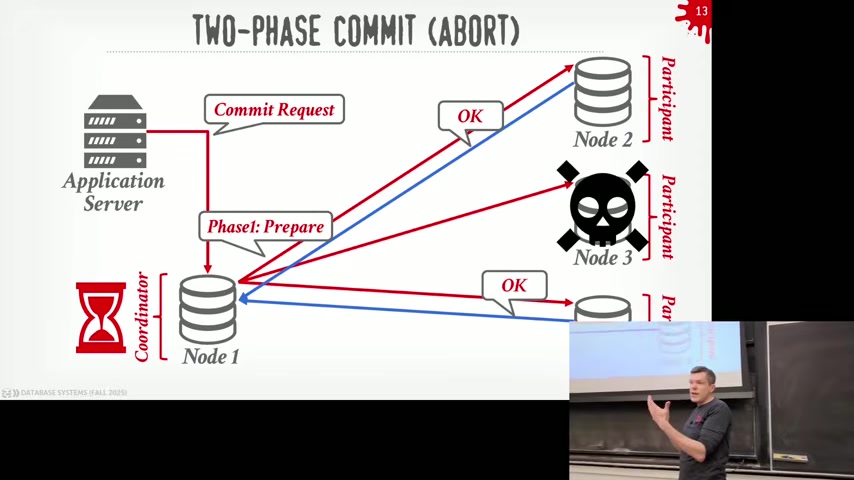 13
TWO-PHASE COMMIT (ABORT)
Commit Request
OK
Participant
Node 2
Application
Server
Phase1: Prepare
Participant
Node 3
OK
Coordinator
Node 1
DATABASE SYSTEMS (FALL 2025)